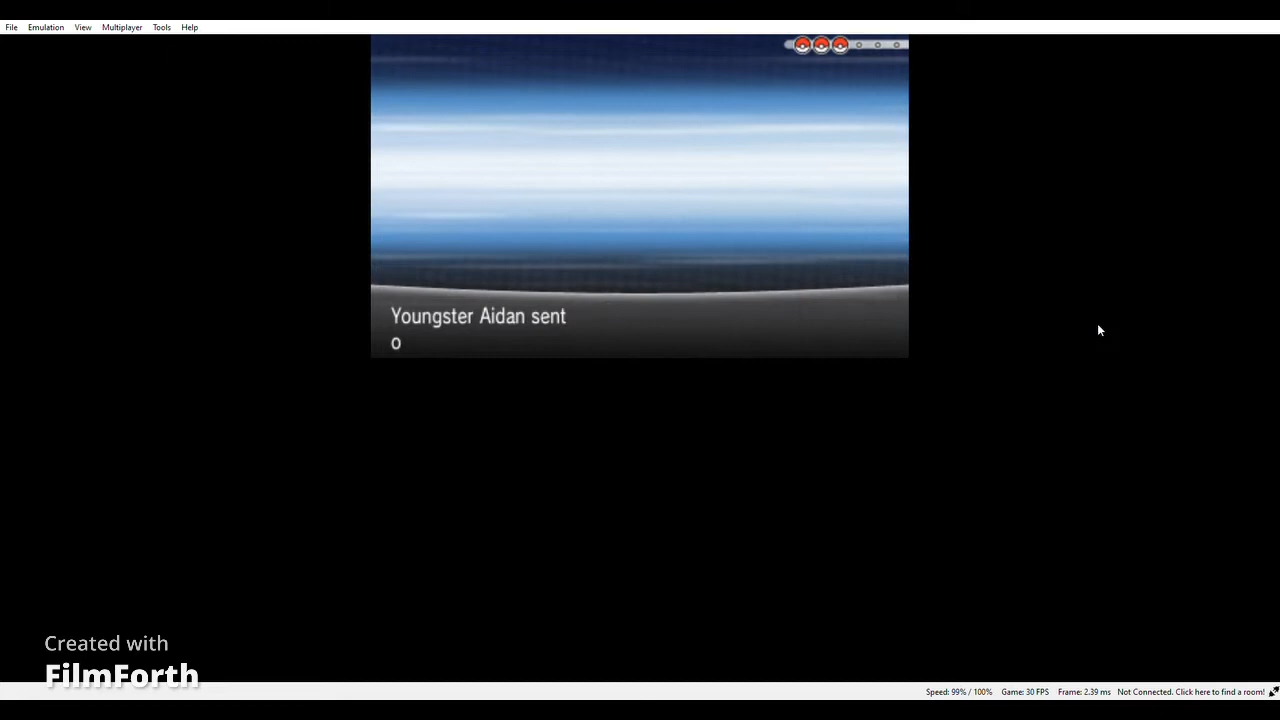 File Emulation View Multiplayer Tools Help
Youngster Aidan sent
o
Created with
FilmForth
Speed: 99% / 100% Game: 30 FPS Frame: 2.39 ms Not Connected. Click here to find a room!